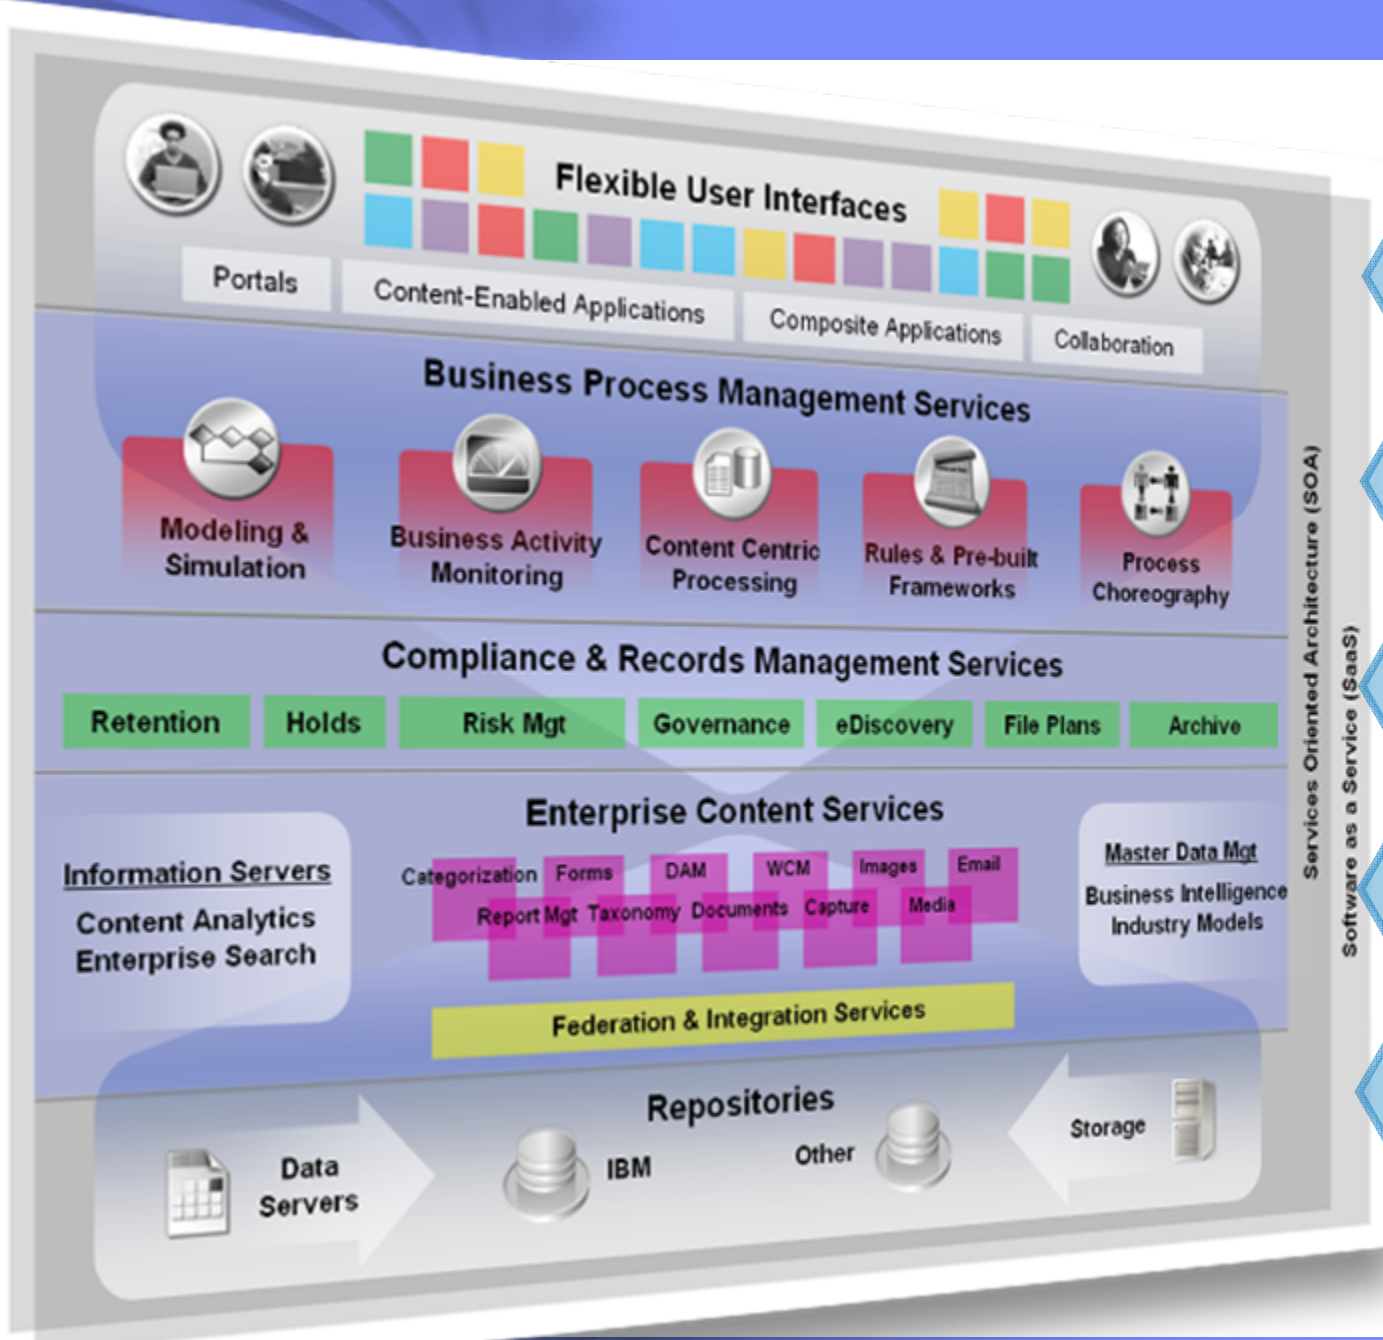 Flexible User Interfaces
Portals
Content-Enabled Applications
Composite Applications
Collaboration
Business Process Management Services
Modeling &
Simulation
Business Activity
Monitoring
Content Centric
Processing
Rules & Pre-built
Frameworks
Process
Choreography
Compliance & Records Management Services
Retention
Holds
Risk Mgt
Governance
eDiscovery
File Plans
Archive
Enterprise Content Services
Information Servers
Content Analytics
Enterprise Search
Categorization
Forms
DAM
WCM
Images
Email
Report Mgt
Taxonomy
Documents
Capture
Media
Master Data Mgt
Business Intelligence
Industry Models
Federation & Integration Services
Repositories
Data
Servers
IBM
Other
Storage
Services Oriented Architecture (SOA)
Software as a Service (SaaS)